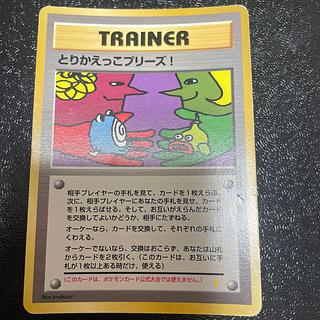 TRAINER
とりかえっこプリーズ!
相手プレイヤーの手札を見て、カードを1枚えらぶ。
次に、相手プレイヤーにあなたの手札を見せ、カード
を1枚えらばせる。そして、お互いがえらんだカード
を交換してよいかどうか、相手にたずねる。
オーケーなら、カードを交換して、それぞれの手札に
くわえる。
オーケーでないなら、交換はおこらず、あなたは山札
からカードを2枚引く。(このカードは、お互いに手
札が1枚以上ある時だけ、使える)
(このカードは、ポケモンカード公式大会では使えません。)
Illus.imakuni?